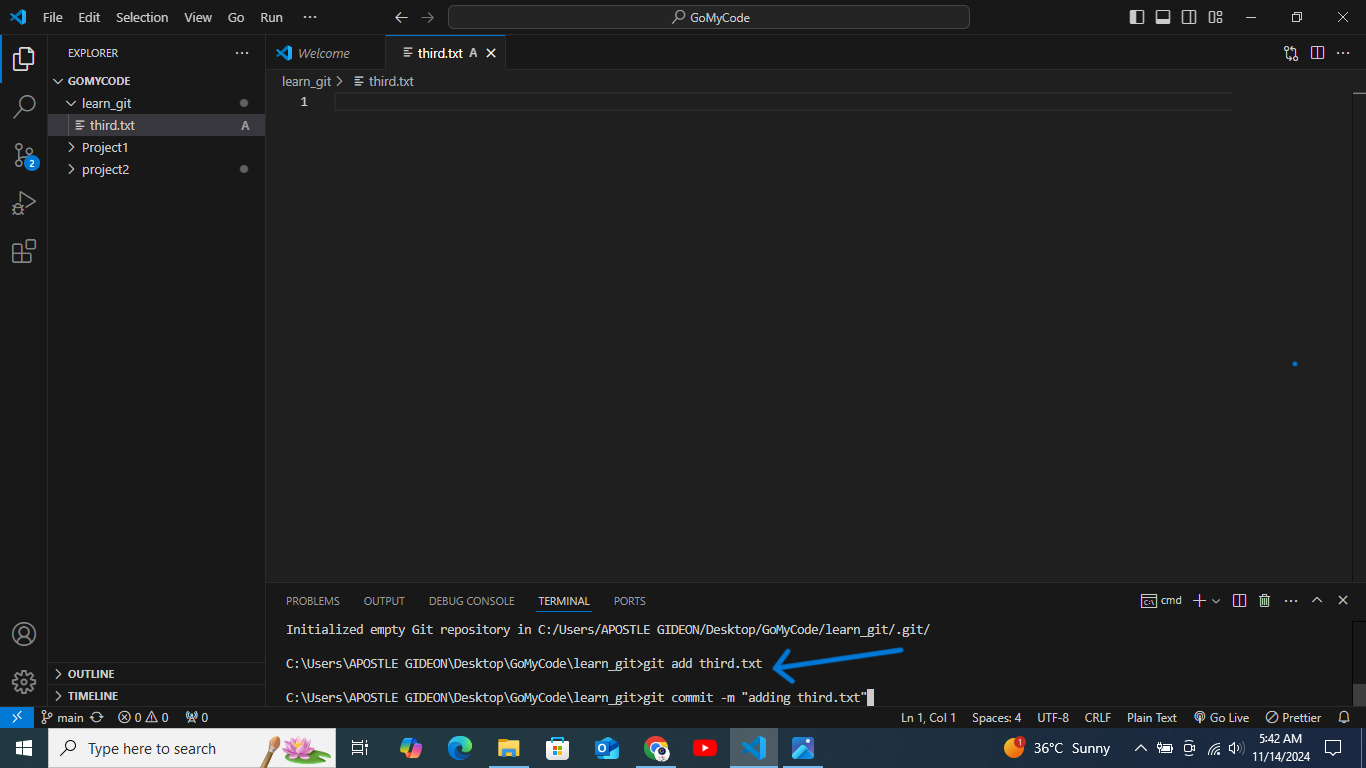 File Edit Selection View Go Run ··· GoMyCode
EXPLORER ···
GOMYCODE
learn_git
third.txt A
Project1
project2
2
OUTLINE
TIMELINE
Welcome third.txt A
learn_git > third.txt
1
PROBLEMS OUTPUT DEBUG CONSOLE TERMINAL PORTS cmd
Initialized empty Git repository in C:/Users/APOSTLE GIDEON/Desktop/GoMyCode/learn_git/.git/
C:\Users\APOSTLE GIDEON\Desktop\GoMyCode\learn_git>git add third.txt
C:\Users\APOSTLE GIDEON\Desktop\GoMyCode\learn_git>git commit -m "adding third.txt"
main 0 0 0 Ln 1, Col 1 Spaces: 4 UTF-8 CRLF Plain Text Go Live Prettier
Type here to search 1 36°C Sunny 5:42 AM
11/14/2024